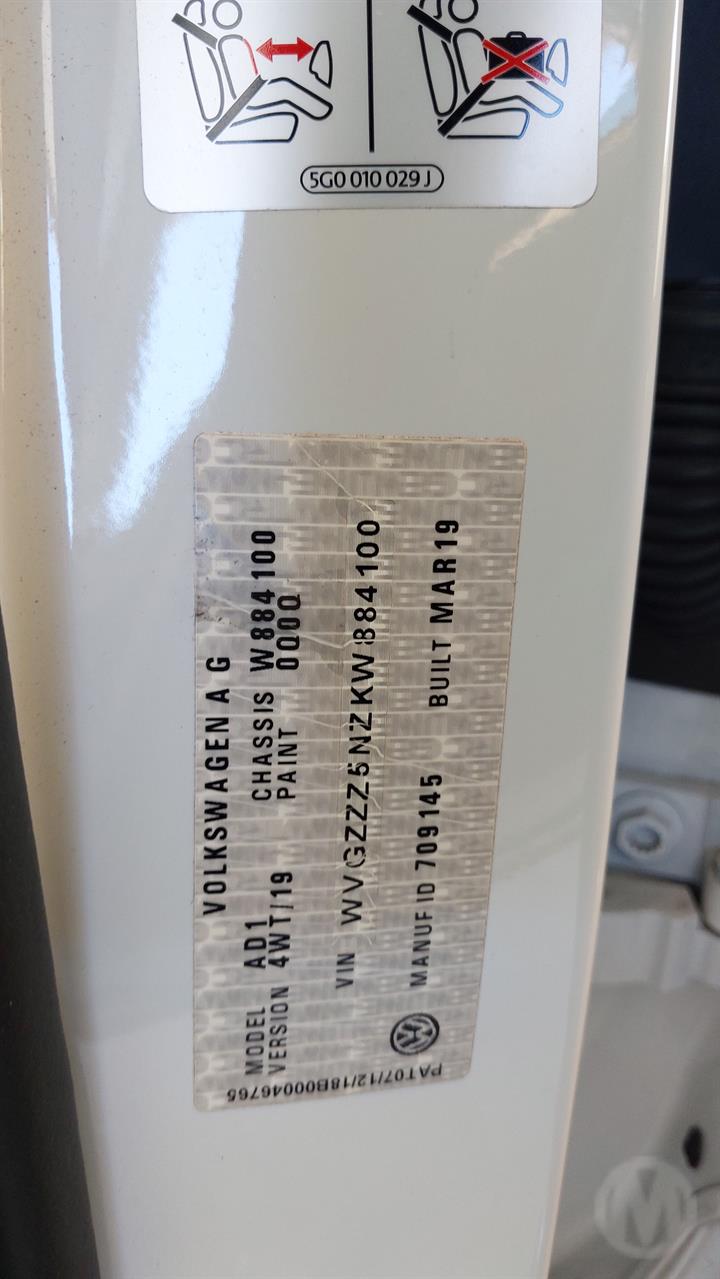 5G0 010 029 J
VOLKSWAGEN AG
MODEL AD1 CHASSIS W884100
VERSION 4WT/19 PAINT 0Q0Q
VIN WVGZZZ5NZKW884100
MANUF ID 709145 BUILT MAR19
PAT07/12/18B00046765
M